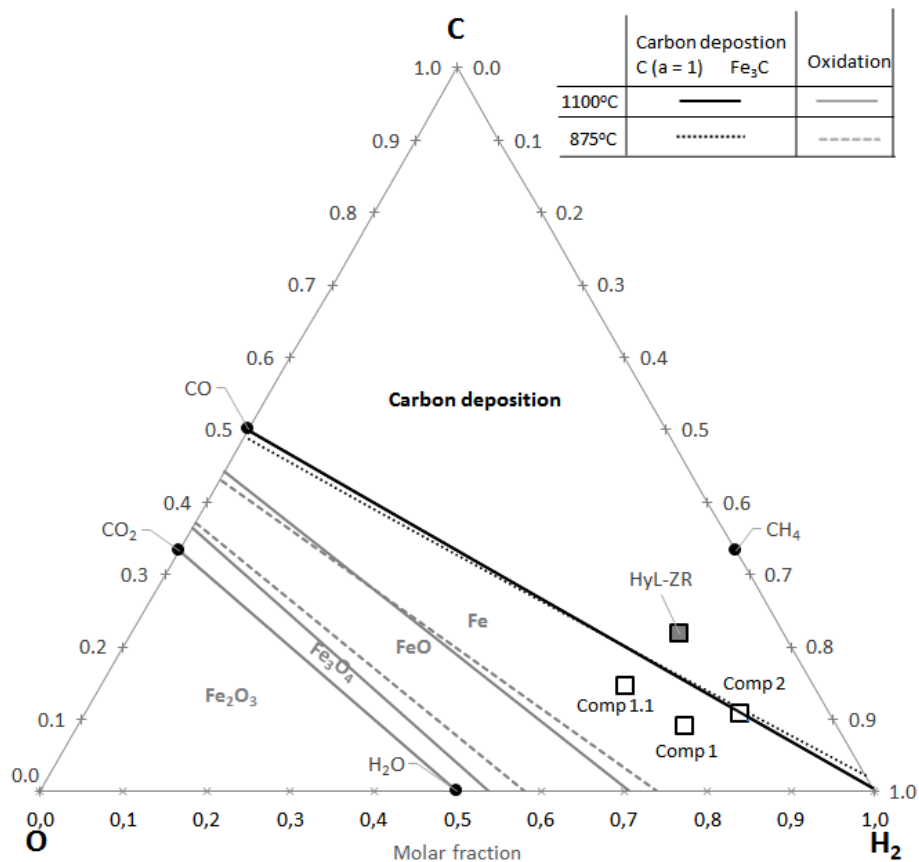 C
Carbon depostion
C (a = 1) Fe₃C
Oxidation
1100ºC
875ºC
1.0 0.0
0.9 0.1
0.8 0.2
0.7 0.3
0.6 0.4
CO
Carbon deposition
0.5 0.5
0.4 0.6
CO₂
CH₄
0.3 0.7
HyL-ZR
Fe
FeO
Fe₃O₄
0.2 0.8
Fe₂O₃
Comp 1.1
Comp 2
0.1 0.9
Comp 1
H₂O
0.0 1.0
0,0 0,1 0,2 0,3 0,4 0,5 0,6 0,7 0,8 0,9 1,0
O H₂
Molar fraction